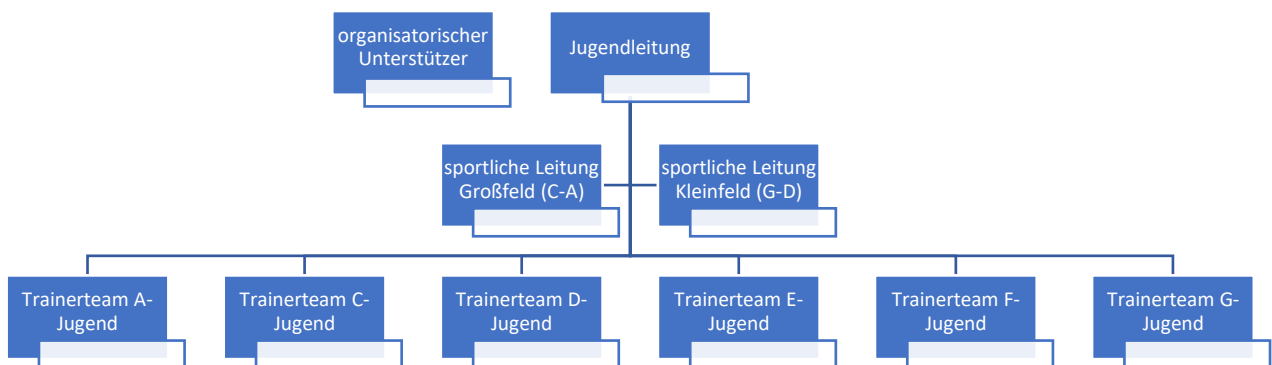 organisatorischer
Unterstützer
Jugendleitung
sportliche Leitung
Großfeld (C-A)
sportliche Leitung
Kleinfeld (G-D)
Trainerteam A-
Jugend
Trainerteam C-
Jugend
Trainerteam D-
Jugend
Trainerteam E-
Jugend
Trainerteam F-
Jugend
Trainerteam G-
Jugend